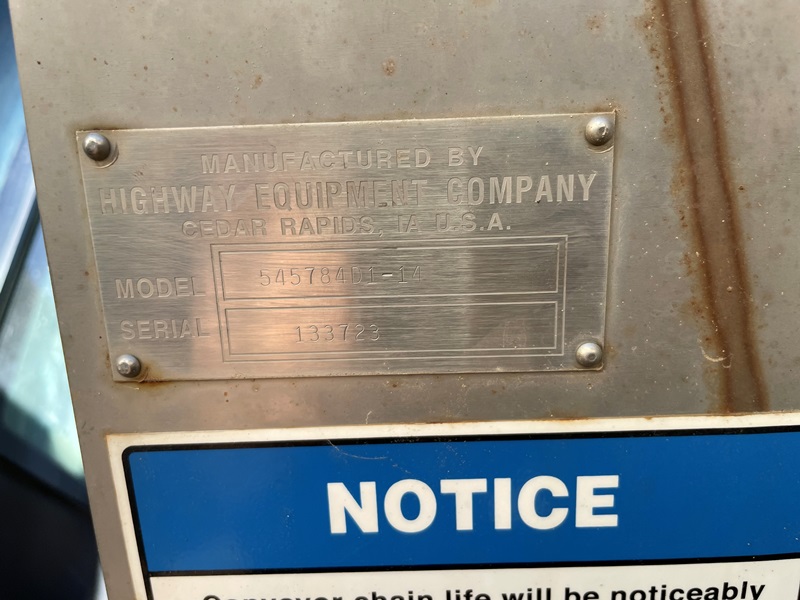 MANUFACTURED BY
HIGHWAY EQUIPMENT COMPANY
CEDAR RAPIDS, IA U.S.A.
MODEL 545784D1-14
SERIAL 133723
NOTICE
Conveyor chain life will be noticeably